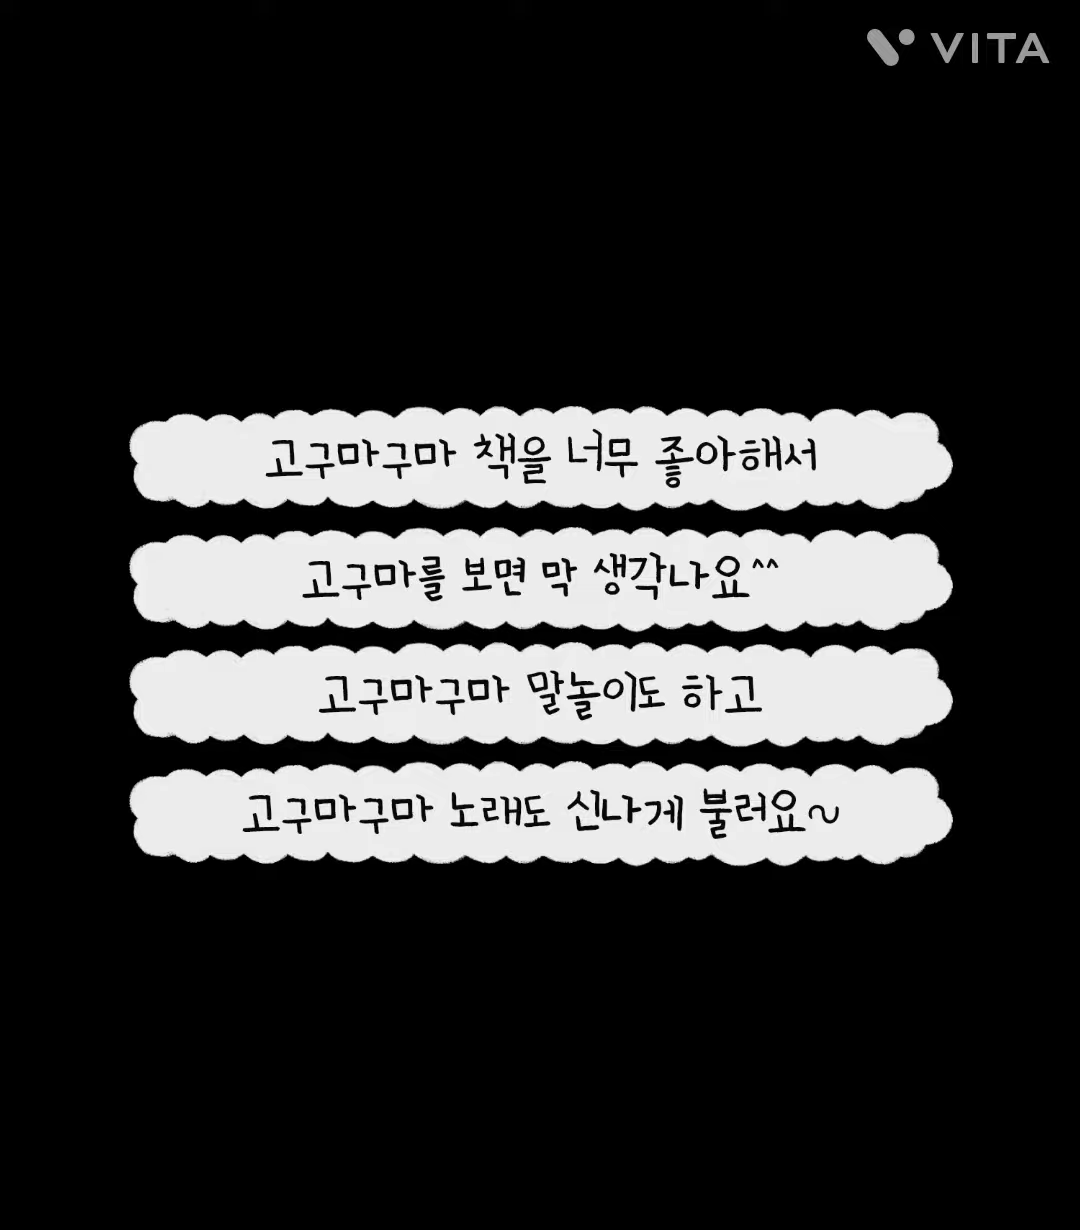 VITA
고구마구마 책을 너무 좋아해서
고구마를 보면 막 생각나요^^
고구마구마 말놀이도 하고
고구마구마 노래도 신나게 불러요~